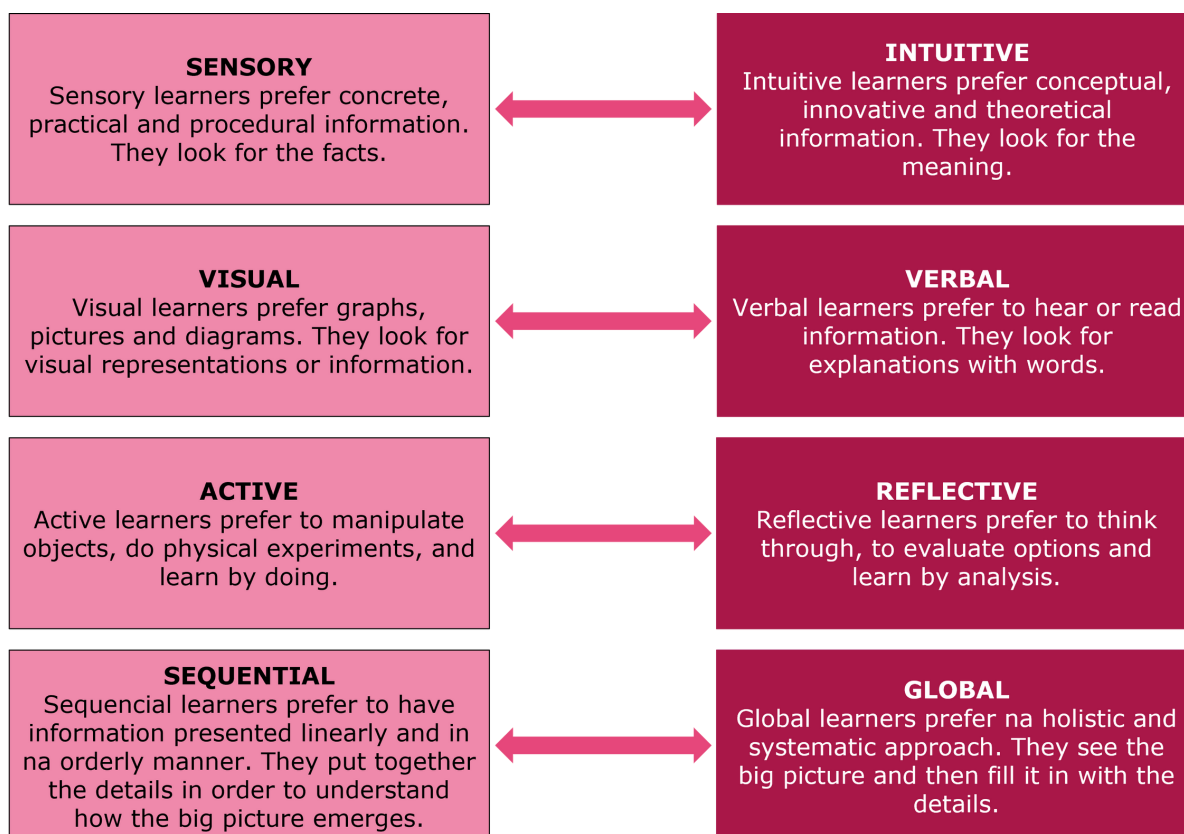 SENSORY
Sensory learners prefer concrete,
practical and procedural information.
They look for the facts.
INTUITIVE
Intuitive learners prefer conceptual,
innovative and theoretical
information. They look for the
meaning.
VISUAL
Visual learners prefer graphs,
pictures and diagrams. They look for
visual representations or information.
VERBAL
Verbal learners prefer to hear or read
information. They look for
explanations with words.
ACTIVE
Active learners prefer to manipulate
objects, do physical experiments, and
learn by doing.
REFLECTIVE
Reflective learners prefer to think
through, to evaluate options and
learn by analysis.
SEQUENTIAL
Sequencial learners prefer to have
information presented linearly and in
na orderly manner. They put together
the details in order to understand
how the big picture emerges.
GLOBAL
Global learners prefer na holistic and
systematic approach. They see the
big picture and then fill it in with the
details.